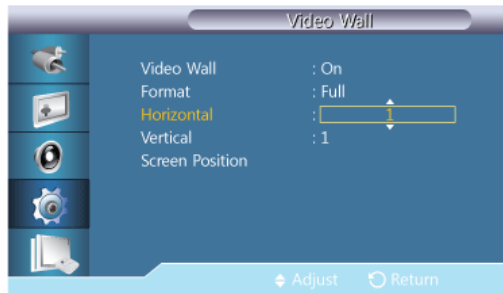 Video Wall
Video Wall : On
Format : Full
Horizontal : 1
Vertical : 1
Screen Position
Adjust Return